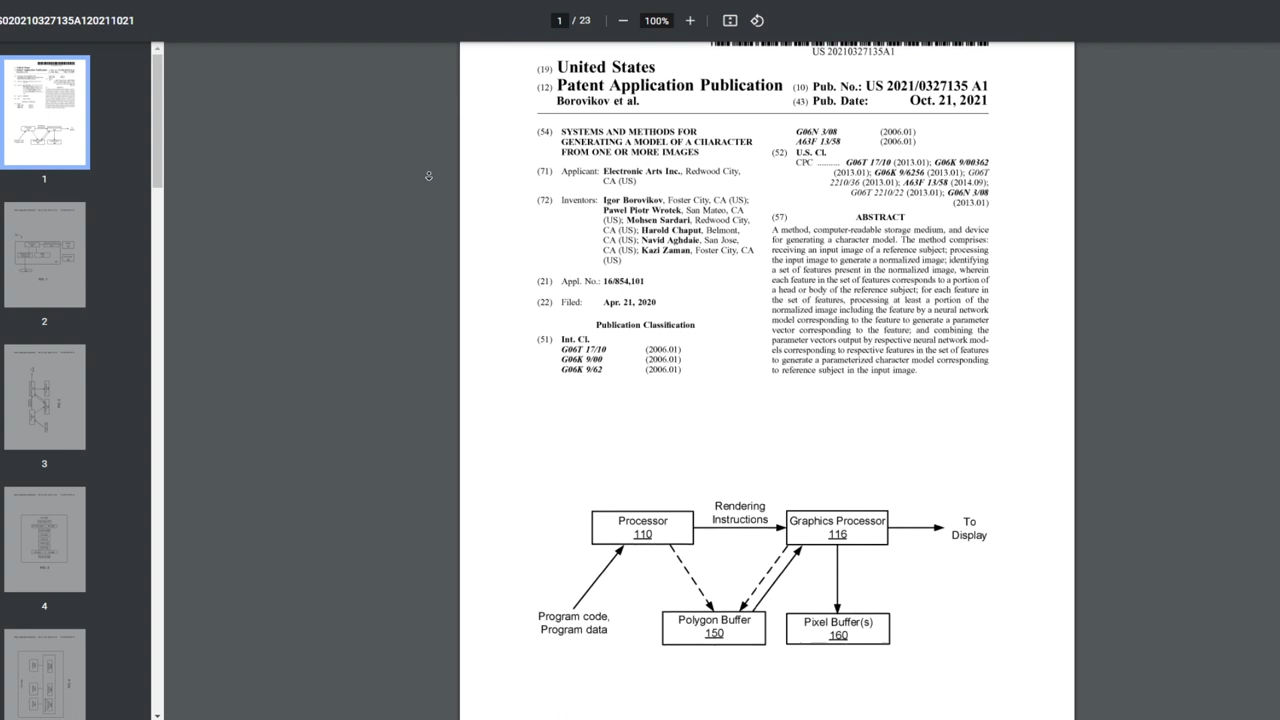 S020210327135A120211021
1 / 23
100%
US 20210327135A1
(19) United States
(12) Patent Application Publication
Borovikov et al.
(10) Pub. No.: US 2021/0327135 A1
(43) Pub. Date: Oct. 21, 2021
(54) SYSTEMS AND METHODS FOR
GENERATING A MODEL OF A CHARACTER
FROM ONE OR MORE IMAGES
(71) Applicant: Electronic Arts Inc., Redwood City,
CA (US)
(72) Inventors: Igor Borovikov, Foster City, CA (US);
Pawel Piotr Wrotek, San Mateo, CA
(US); Mohsen Sardari, Redwood City,
CA (US); Harold Chaput, Belmont,
CA (US); Navid Aghdaie, San Jose,
CA (US); Kazi Zaman, Foster City, CA
(US)
(21) Appl. No.: 16/854,101
(22) Filed: Apr. 21, 2020
Publication Classification
(51) Int. Cl.
G06T 17/10 (2006.01)
G06K 9/00 (2006.01)
G06K 9/62 (2006.01)
G06N 3/08 (2006.01)
A63F 13/58 (2006.01)
(52) U.S. Cl.
CPC .......... G06T 17/10 (2013.01); G06K 9/00362
(2013.01); G06K 9/6256 (2013.01); G06T
2210/36 (2013.01); A63F 13/58 (2014.09);
G06T 2210/22 (2013.01); G06N 3/08
(2013.01)
(57) ABSTRACT
A method, computer-readable storage medium, and device
for generating a character model. The method comprises:
receiving an input image of a reference subject; processing
the input image to generate a normalized image; identifying
a set of features present in the normalized image, wherein
each feature in the set of features corresponds to a portion of
a head or body of the reference subject; for each feature in
the set of features, processing at least a portion of the
normalized image including the feature by a neural network
model corresponding to the feature to generate a parameter
vector corresponding to the feature; and combining the
parameter vectors output by respective neural network mod-
els corresponding to respective features in the set of features
to generate a parameterized character model corresponding
to reference subject in the input image.
Processor
110
Rendering
Instructions
Graphics Processor
116
To
Display
Program code,
Program data
Polygon Buffer
150
Pixel Buffer(s)
160
1
2
3
4